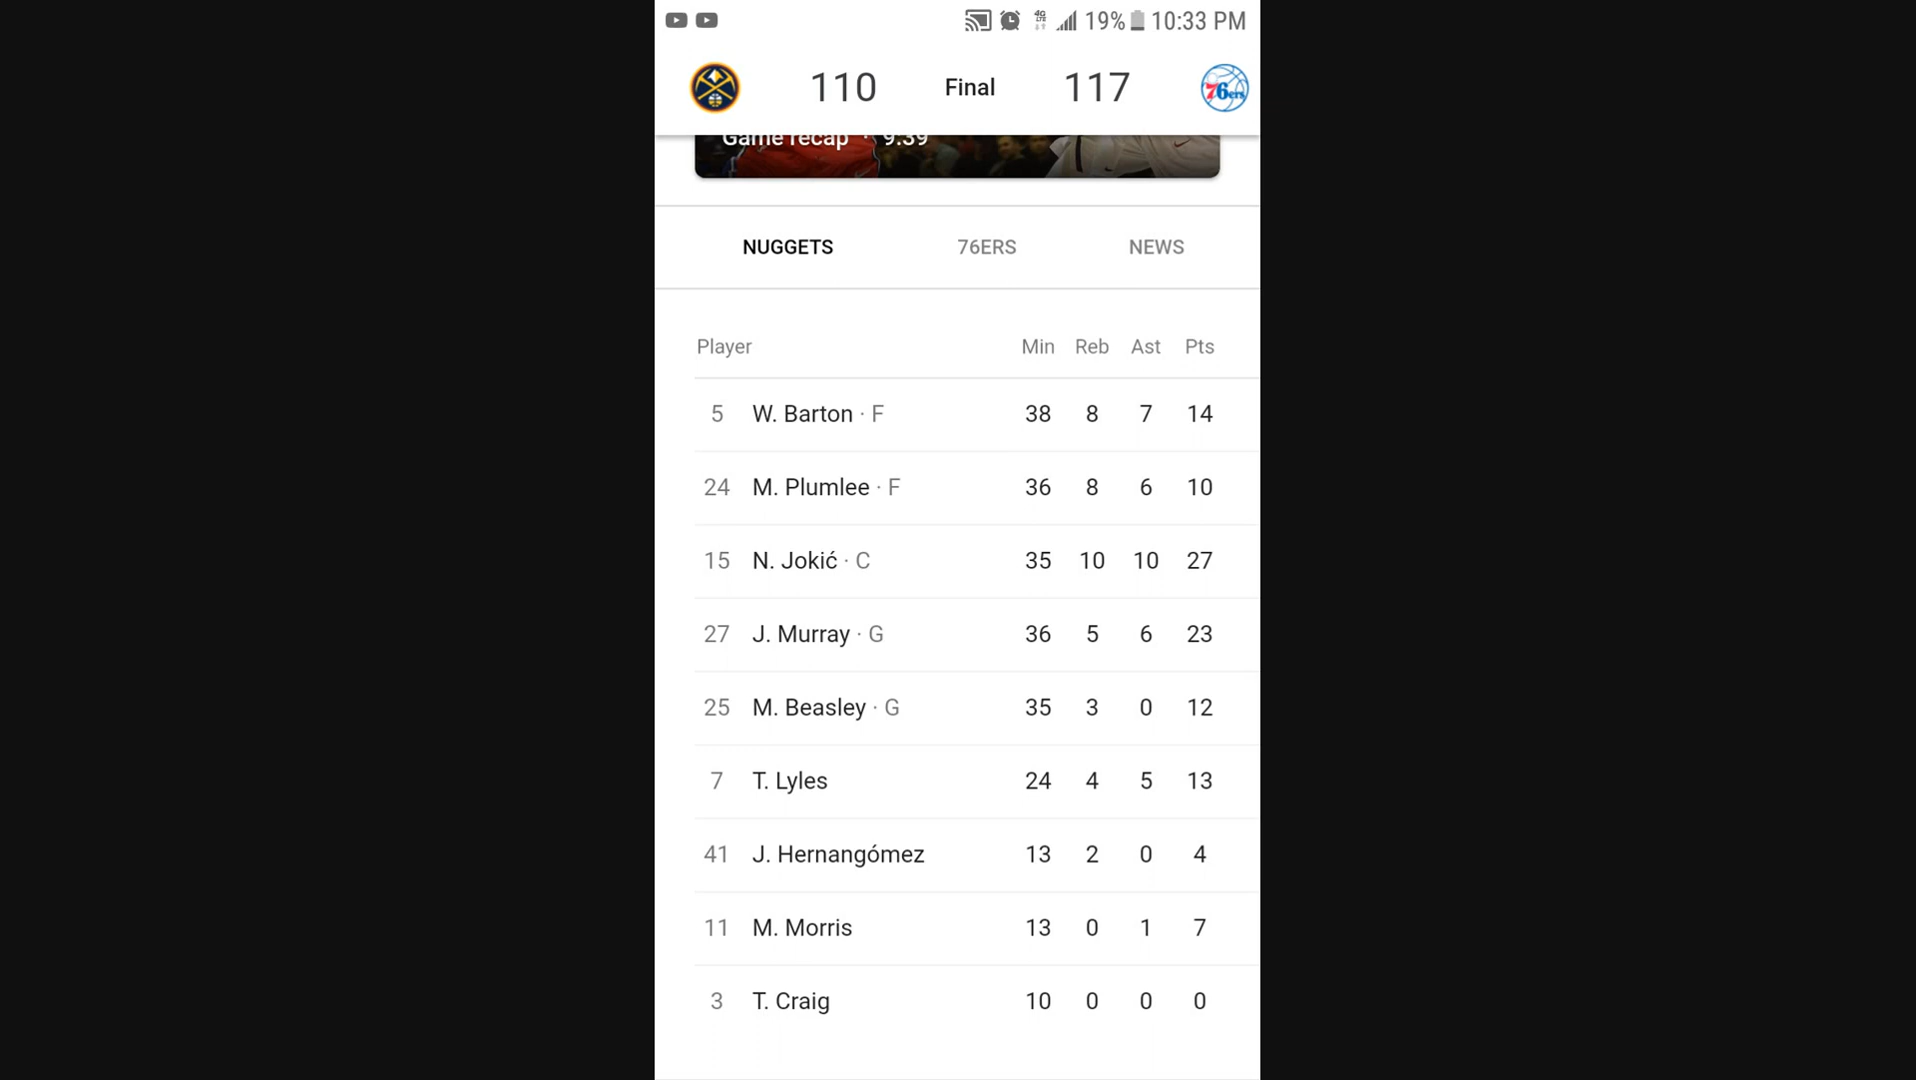 4G LTE 19% 10:33 PM
110 Final 117 76ers
Game recap · 9:39
NUGGETS 76ERS NEWS
Player Min Reb Ast Pts
5 W. Barton · F 38 8 7 14
24 M. Plumlee · F 36 8 6 10
15 N. Jokić · C 35 10 10 27
27 J. Murray · G 36 5 6 23
25 M. Beasley · G 35 3 0 12
7 T. Lyles 24 4 5 13
41 J. Hernangómez 13 2 0 4
11 M. Morris 13 0 1 7
3 T. Craig 10 0 0 0